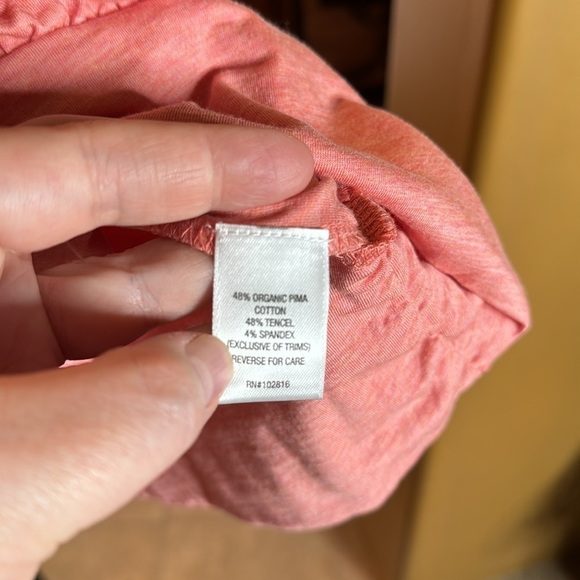 48% ORGANIC PIMA
COTTON
48% TENCEL
4% SPANDEX
(EXCLUSIVE OF TRIMS)
REVERSE FOR CARE
RN#102816